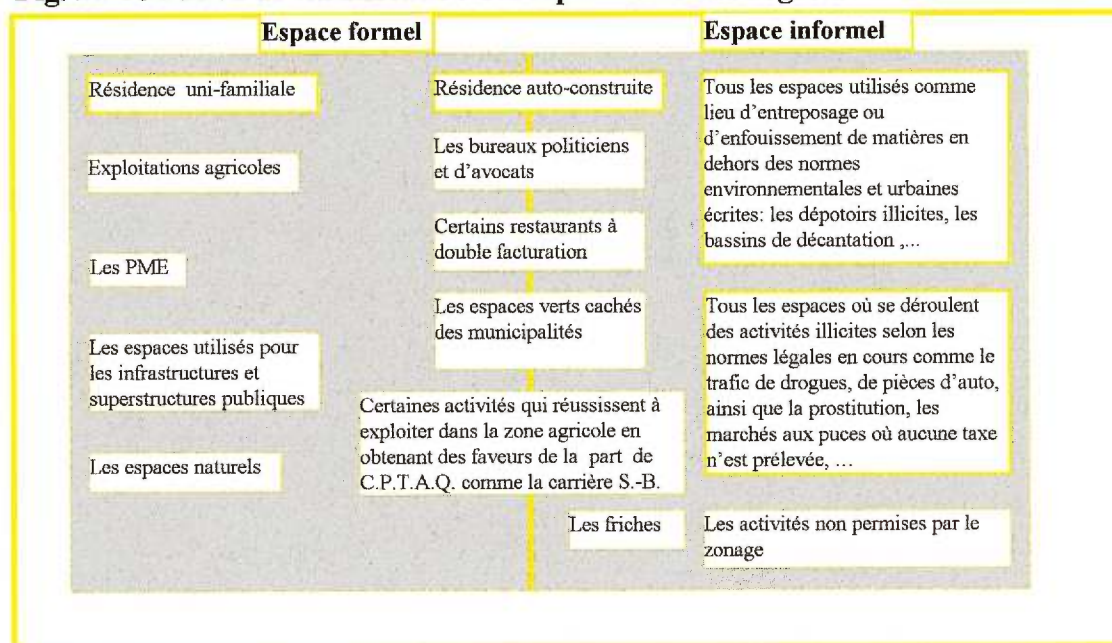 Espace formel
Espace informel
Résidence uni-familiale
Exploitations agricoles
Les PME
Les espaces utilisés pour
les infrastructures et
superstructures publiques
Les espaces naturels
Résidence auto-construite
Les bureaux politiciens
et d'avocats
Certains restaurants à
double facturation
Les espaces verts cachés
des municipalités
Certaines activités qui réussissent à
exploiter dans la zone agricole en
obtenant des faveurs de la part de
C.P.T.A.Q. comme la carrière S.-B.
Les friches
Tous les espaces utilisés comme
lieu d'entreposage ou
d'enfouissement de matières en
dehors des normes
environnementales et urbaines
écrites: les dépotoirs illicites, les
bassins de décantation ,...
Tous les espaces où se déroulent
des activités illicites selon les
normes légales en cours comme le
trafic de drogues, de pièces d'auto,
ainsi que la prostitution, les
marchés aux puces où aucune taxe
n'est prélevée, ...
Les activités non permises par le
zonage